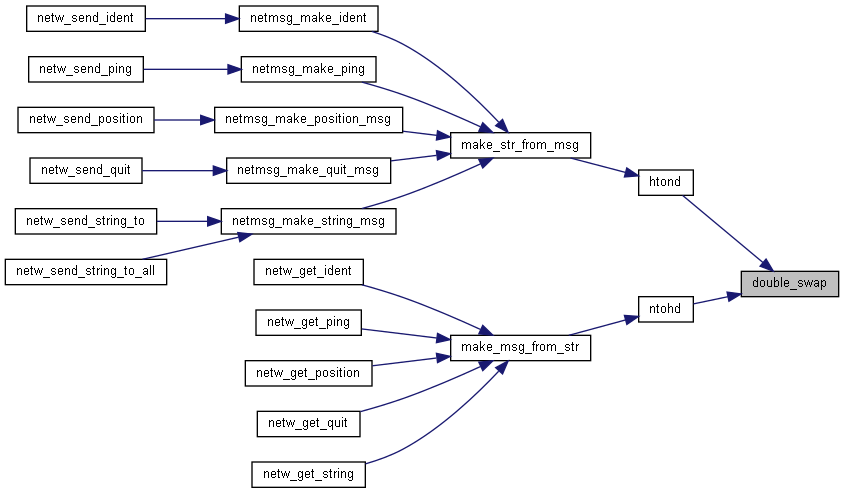 netw_send_ident
netmsg_make_ident
netw_send_ping
netmsg_make_ping
netw_send_position
netmsg_make_position_msg
make_str_from_msg
netw_send_quit
netmsg_make_quit_msg
htond
netw_send_string_to
netmsg_make_string_msg
netw_send_string_to_all
netw_get_ident
double_swap
netw_get_ping
ntohd
make_msg_from_str
netw_get_position
netw_get_quit
netw_get_string